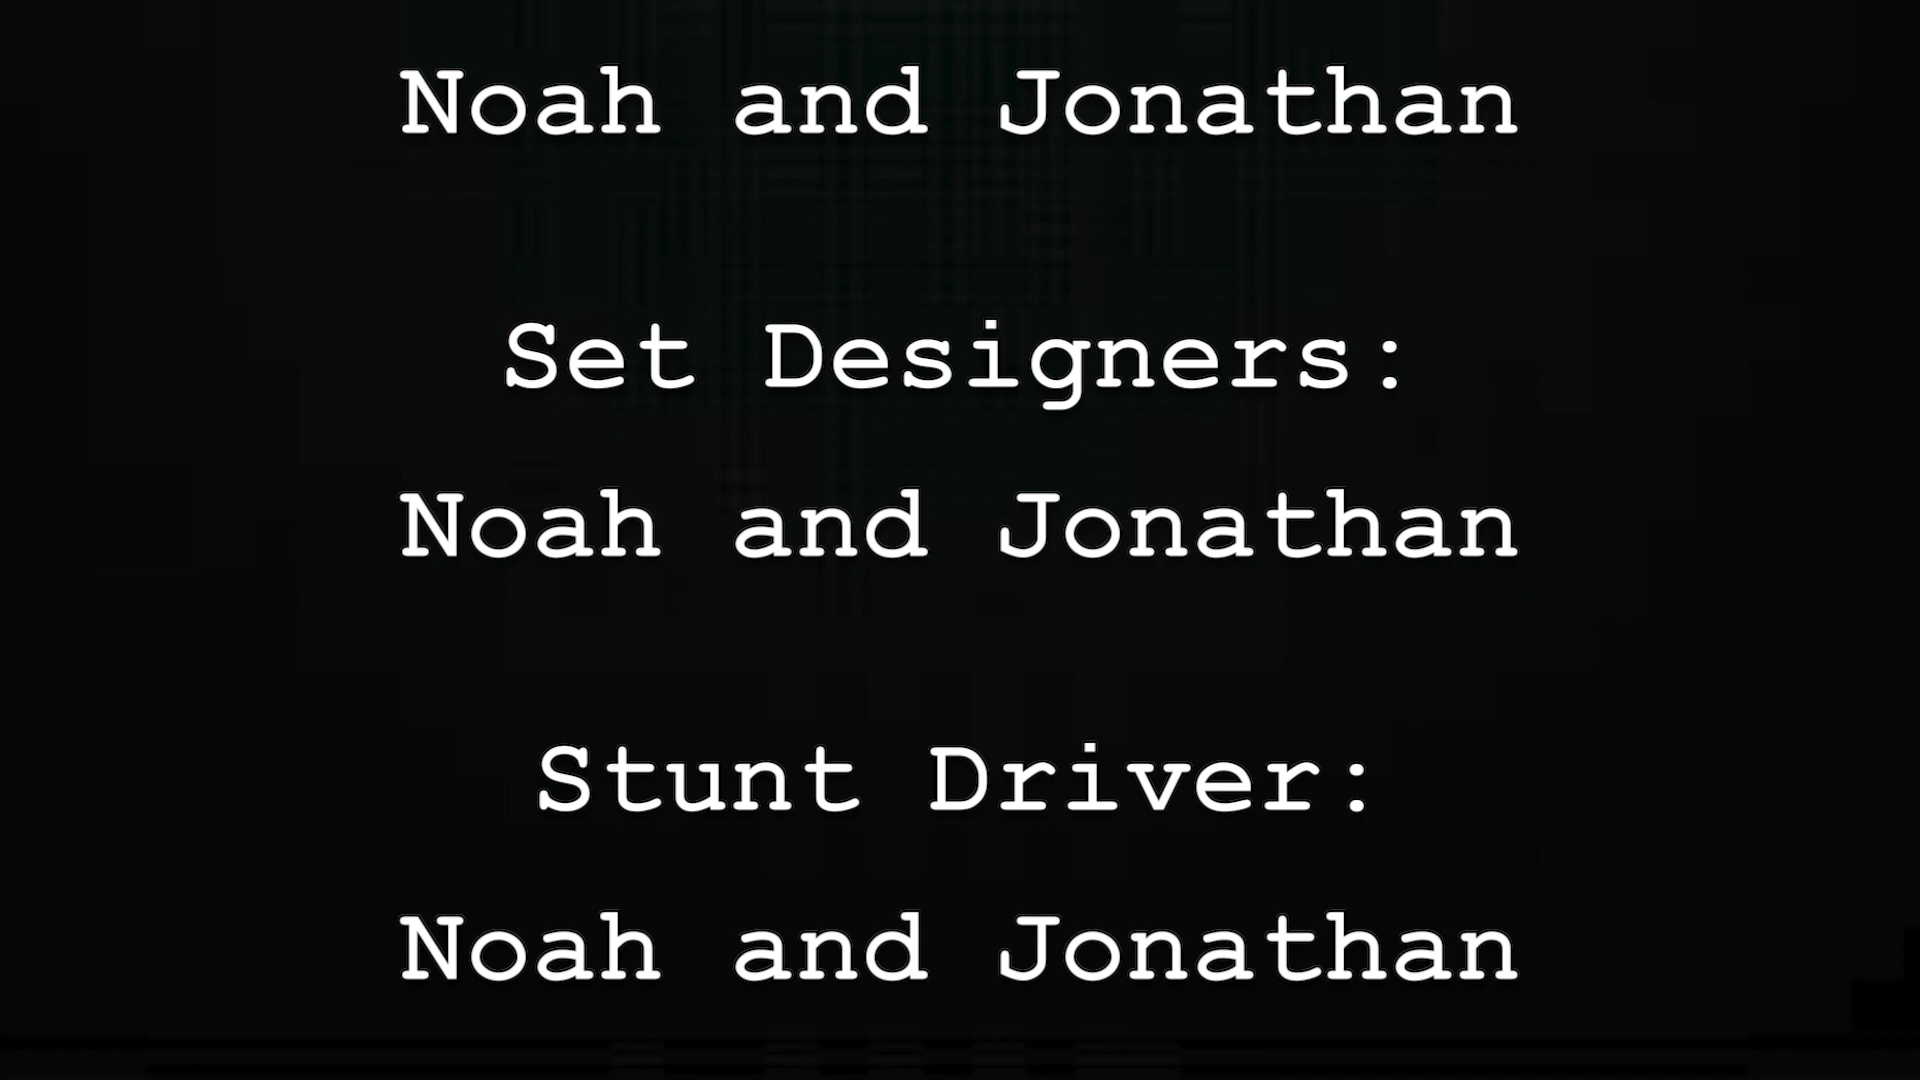 Noah and Jonathan
Set Designers:
Noah and Jonathan
Stunt Driver:
Noah and Jonathan